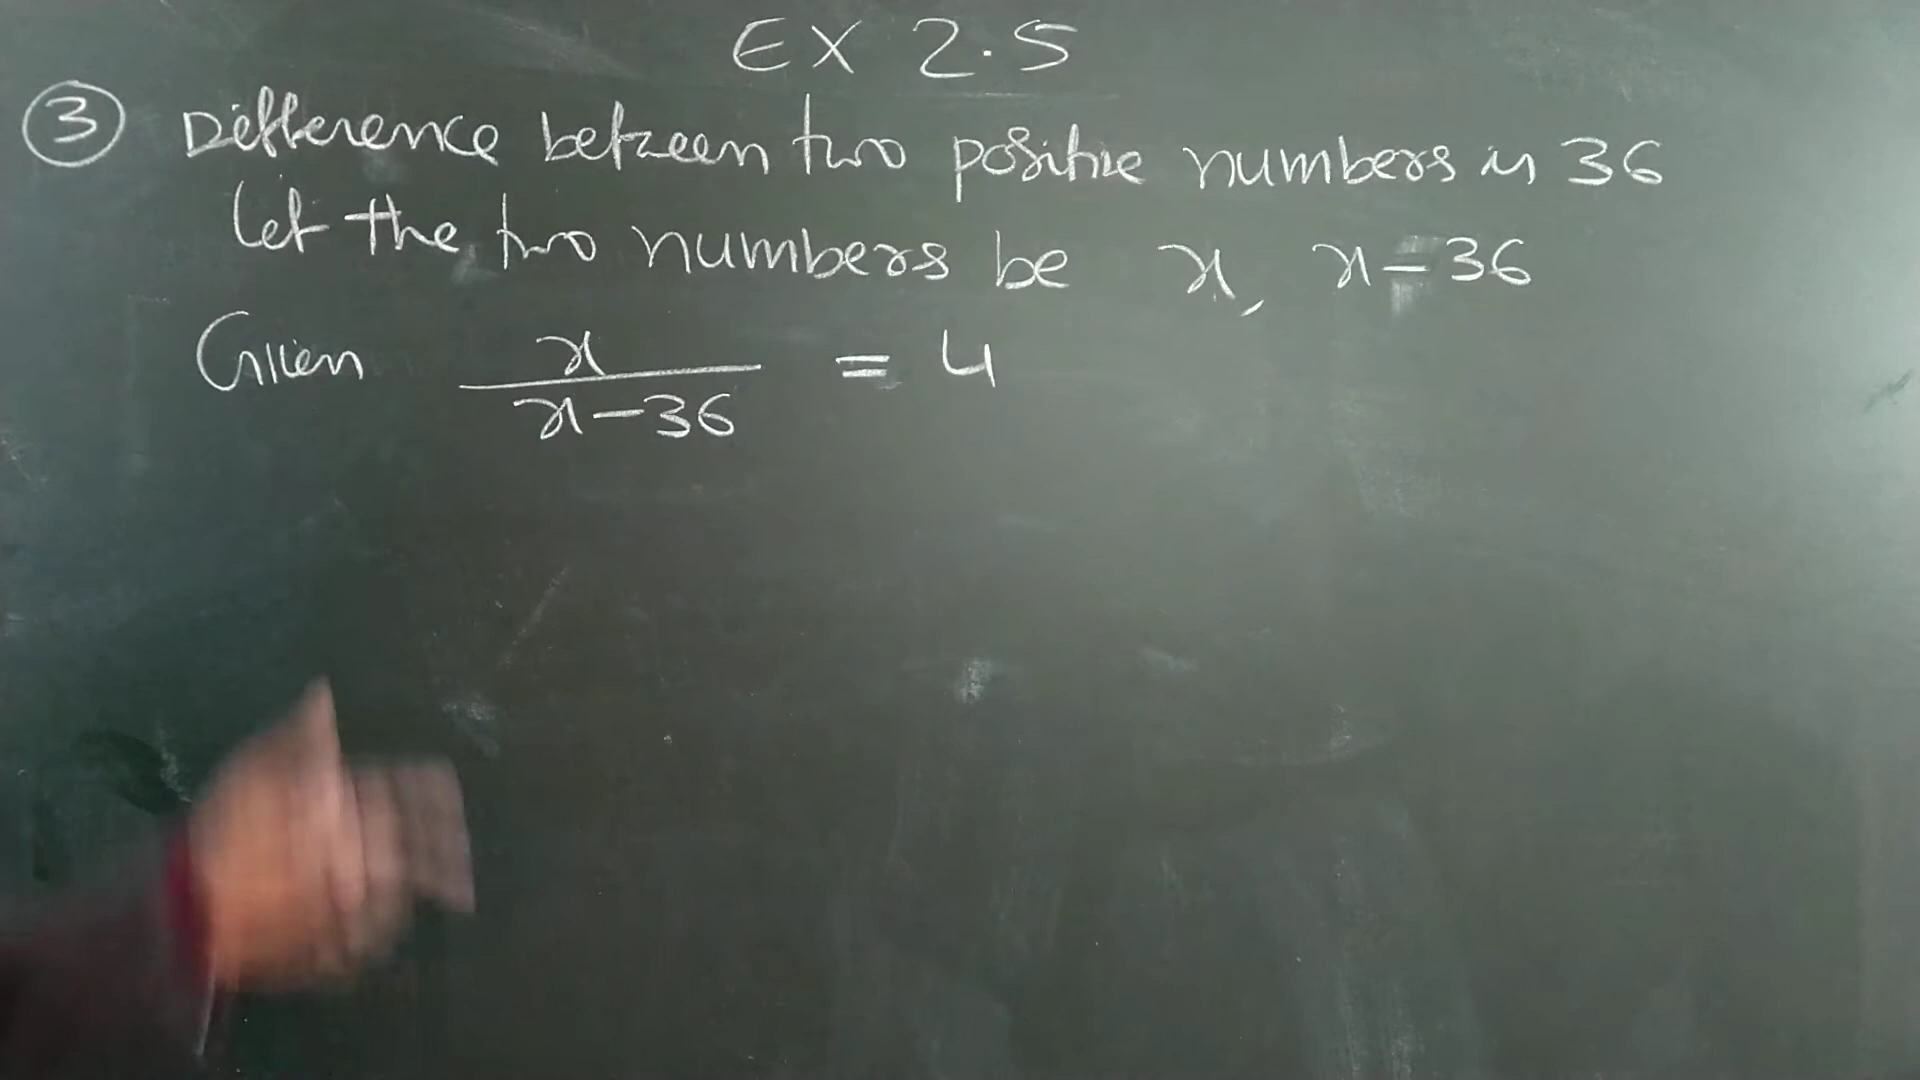 EX 2.5
③ Difference between two positive numbers is 36
Let the two numbers be x, x-36
Given x/(x-36) = 4